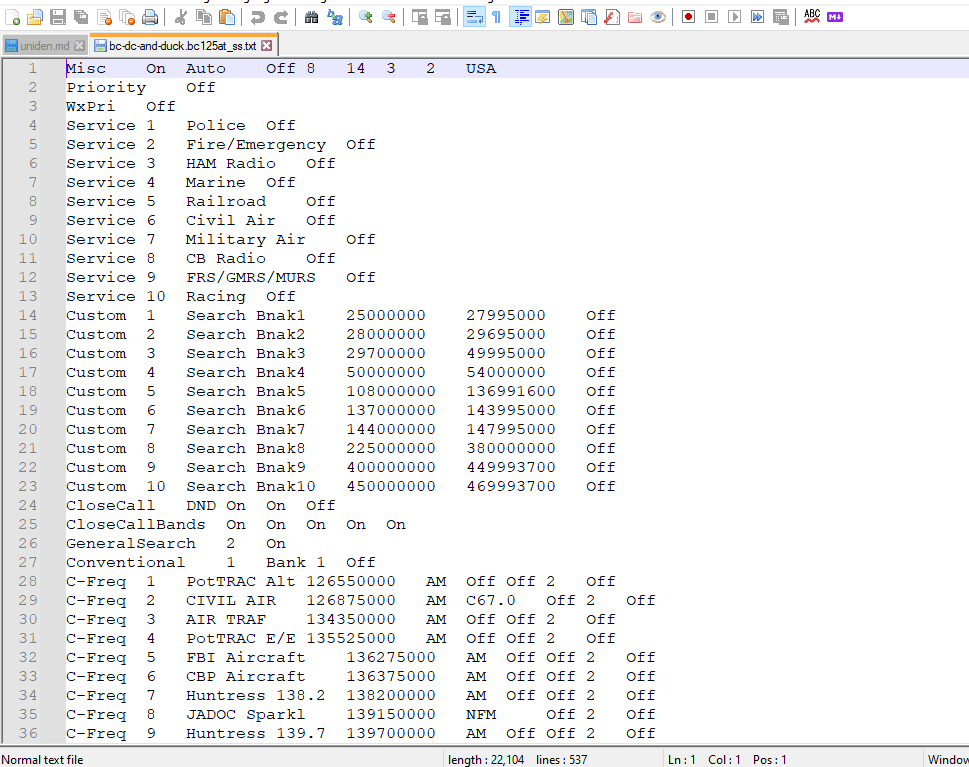 ABC
M↓
uniden.md
bc-dc-and-duck.bc125at_ss.txt
1 Misc On Auto Off 8 14 3 2 USA
2 Priority Off
3 WxPri Off
4 Service 1 Police Off
5 Service 2 Fire/Emergency Off
6 Service 3 HAM Radio Off
7 Service 4 Marine Off
8 Service 5 Railroad Off
9 Service 6 Civil Air Off
10 Service 7 Military Air Off
11 Service 8 CB Radio Off
12 Service 9 FRS/GMRS/MURS Off
13 Service 10 Racing Off
14 Custom 1 Search Bnak1 25000000 27995000 Off
15 Custom 2 Search Bnak2 28000000 29695000 Off
16 Custom 3 Search Bnak3 29700000 49995000 Off
17 Custom 4 Search Bnak4 50000000 54000000 Off
18 Custom 5 Search Bnak5 108000000 136991600 Off
19 Custom 6 Search Bnak6 137000000 143995000 Off
20 Custom 7 Search Bnak7 144000000 147995000 Off
21 Custom 8 Search Bnak8 225000000 380000000 Off
22 Custom 9 Search Bnak9 400000000 449993700 Off
23 Custom 10 Search Bnak10 450000000 469993700 Off
24 CloseCall DND On On Off
25 CloseCallBands On On On On On
26 GeneralSearch 2 On
27 Conventional 1 Bank 1 Off
28 C-Freq 1 PotTRAC Alt 126550000 AM Off Off 2 Off
29 C-Freq 2 CIVIL AIR 126875000 AM C67.0 Off 2 Off
30 C-Freq 3 AIR TRAF 134350000 AM Off Off 2 Off
31 C-Freq 4 PotTRAC E/E 135525000 AM Off Off 2 Off
32 C-Freq 5 FBI Aircraft 136275000 AM Off Off 2 Off
33 C-Freq 6 CBP Aircraft 136375000 AM Off Off 2 Off
34 C-Freq 7 Huntress 138.2 138200000 AM Off Off 2 Off
35 C-Freq 8 JADOC Sparkl 139150000 NFM Off 2 Off
36 C-Freq 9 Huntress 139.7 139700000 AM Off Off 2 Off
Normal text file length : 22,104 lines : 537 Ln : 1 Col : 1 Pos : 1 Window